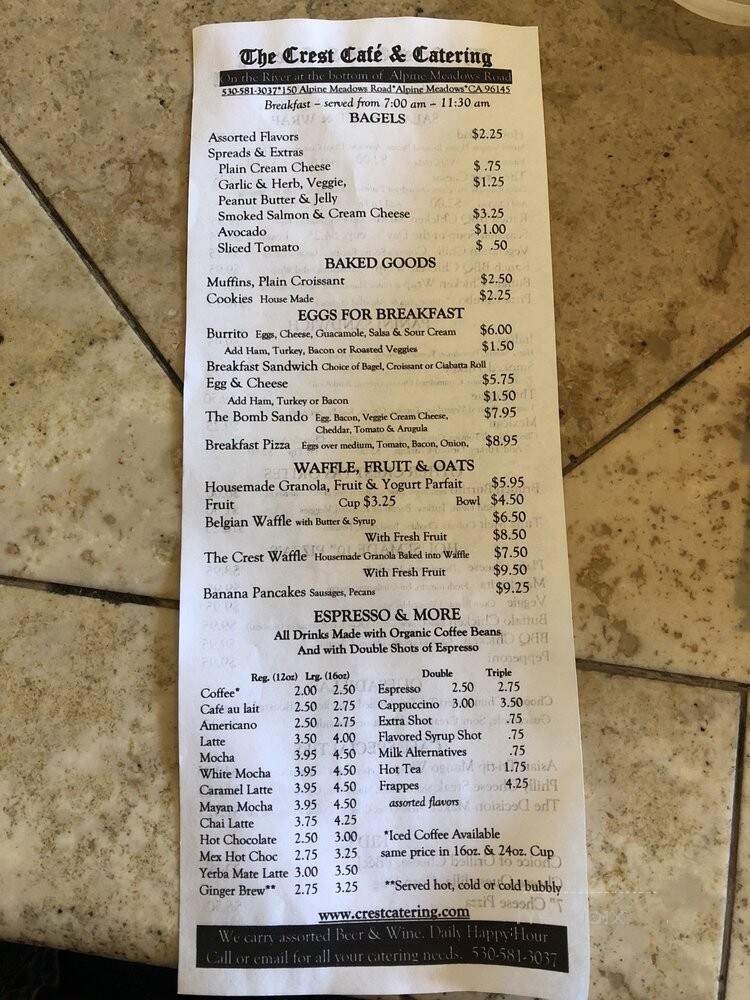 The Crest Café & Catering
On the River at the bottom of Alpine Meadows Road
530-581-3037*150 Alpine Meadows Road*Alpine Meadows*CA 96145
Breakfast – served from 7:00 am – 11:30 am
BAGELS
Assorted Flavors $2.25
Spreads & Extras
Plain Cream Cheese $ .75
Garlic & Herb, Veggie, $1.25
Peanut Butter & Jelly
Smoked Salmon & Cream Cheese $3.25
Avocado $1.00
Sliced Tomato $ .50
BAKED GOODS
Muffins, Plain Croissant $2.50
Cookies House Made $2.25
EGGS FOR BREAKFAST
Burrito Eggs, Cheese, Guacamole, Salsa & Sour Cream $6.00
Add Ham, Turkey, Bacon or Roasted Veggies $1.50
Breakfast Sandwich Choice of Bagel, Croissant or Ciabatta Roll
Egg & Cheese $5.75
Add Ham, Turkey or Bacon $1.50
The Bomb Sando Egg, Bacon, Veggie Cream Cheese, $7.95
Cheddar, Tomato & Arugula
Breakfast Pizza Eggs over medium, Tomato, Bacon, Onion, $8.95
WAFFLE, FRUIT & OATS
Housemade Granola, Fruit & Yogurt Parfait $5.95
Fruit Cup $3.25 Bowl $4.50
Belgian Waffle with Butter & Syrup $6.50
With Fresh Fruit $8.50
The Crest Waffle Housemade Granola Baked into Waffle $7.50
With Fresh Fruit $9.50
Banana Pancakes Sausages, Pecans $9.25
ESPRESSO & MORE
All Drinks Made with Organic Coffee Beans
And with Double Shots of Espresso
Reg. (12oz) Lrg. (16oz)
Coffee* 2.00 2.50
Café au lait 2.50 2.75
Americano 2.50 2.75
Latte 3.50 4.00
Mocha 3.95 4.50
White Mocha 3.95 4.50
Caramel Latte 3.95 4.50
Mayan Mocha 3.95 4.50
Chai Latte 3.75 4.25
Hot Chocolate 2.50 3.00
Mex Hot Choc 2.75 3.25
Yerba Mate Latte 3.00 3.50
Ginger Brew** 2.75 3.25
Double Triple
Espresso 2.50 2.75
Cappuccino 3.00 3.50
Extra Shot .75
Flavored Syrup Shot .75
Milk Alternatives .75
Hot Tea 1.75
Frappes 4.25
assorted flavors
*Iced Coffee Available
same price in 16oz. & 24oz. Cup
**Served hot, cold or cold bubbly
www.crestcatering.com
We carry assorted Beer & Wine. Daily Happy Hour
Call or email for all your catering needs. 530-581-3037